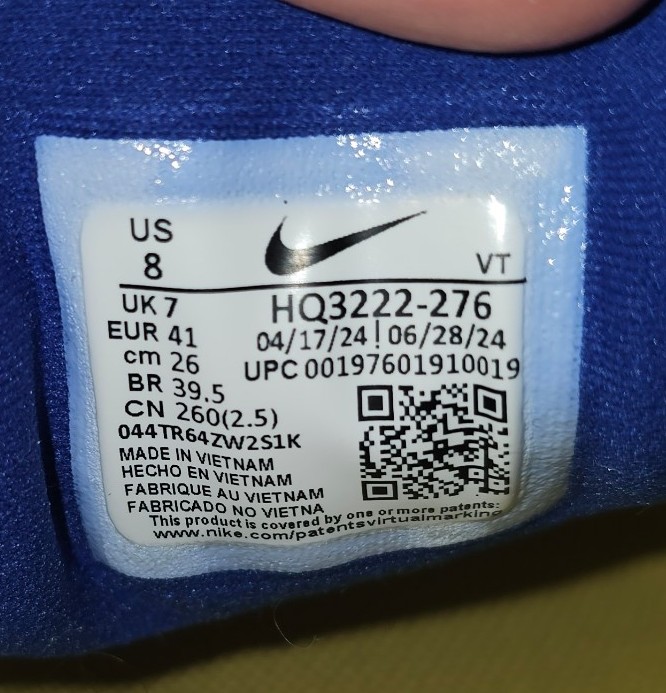 US
8
VT
UK 7
HQ3222-276
EUR 41
04/17/24 | 06/28/24
cm 26
UPC 00197601910019
BR 39.5
CN 260(2.5)
044TR64ZW2S1K
MADE IN VIETNAM
HECHO EN VIETNAM
FABRIQUE AU VIETNAM
FABRICADO NO VIETNA
This product is covered by one or more patents:
www.nike.com/patentsvirtualmarking